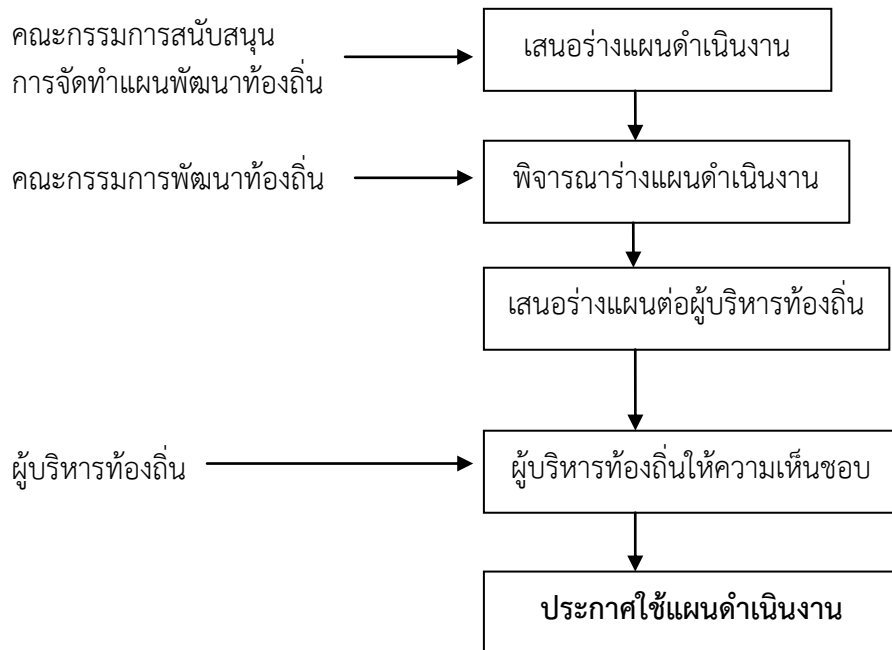 คณะกรรมการสนับสนุน
การจัดทำแผนพัฒนาท้องถิ่น
เสนอร่างแผนดำเนินงาน
คณะกรรมการพัฒนาท้องถิ่น
พิจารณาร่างแผนดำเนินงาน
เสนอร่างแผนต่อผู้บริหารท้องถิ่น
ผู้บริหารท้องถิ่น
ผู้บริหารท้องถิ่นให้ความเห็นชอบ
ประกาศใช้แผนดำเนินงาน